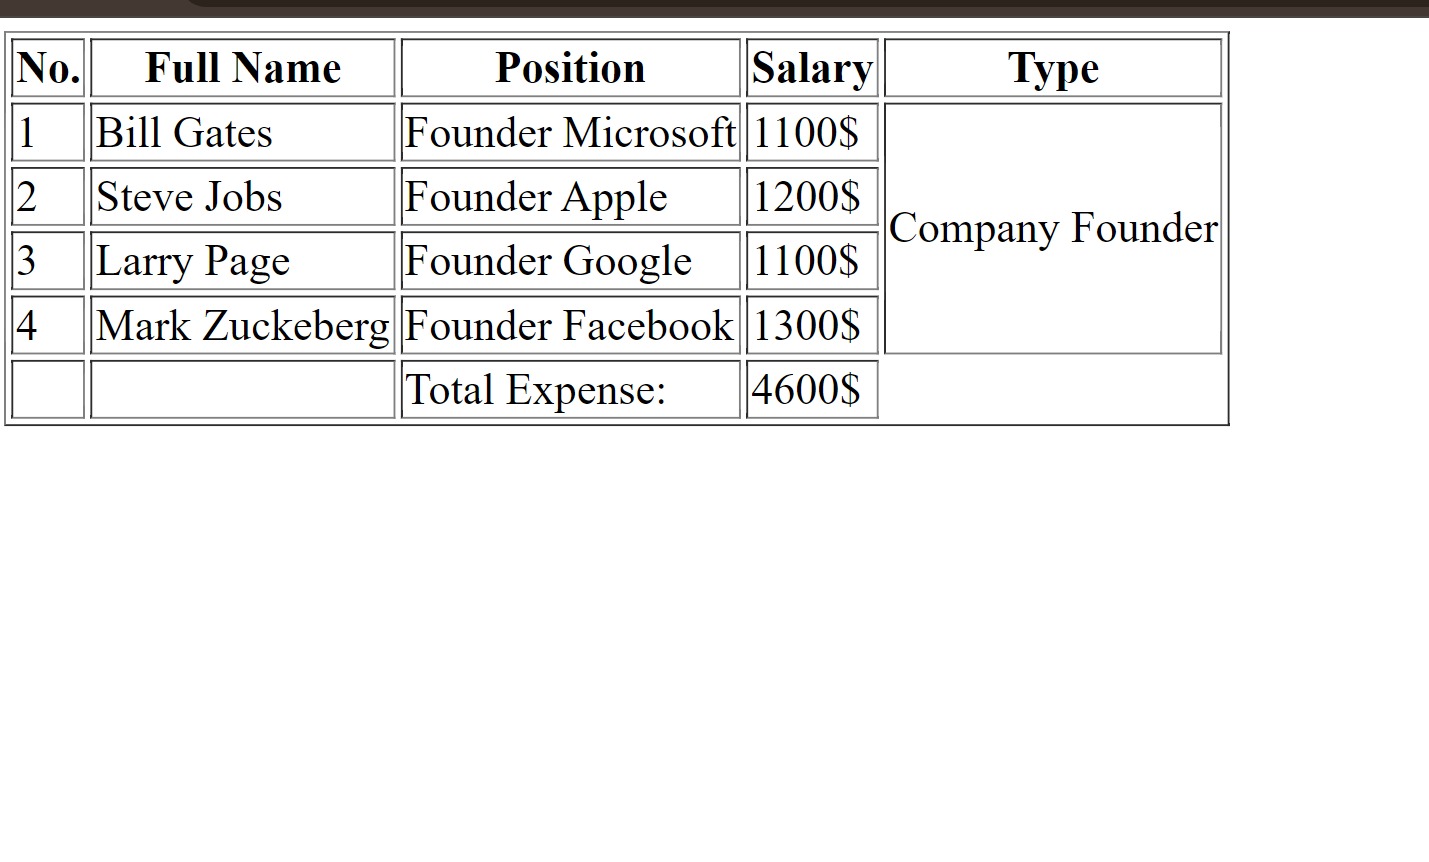 No. Full Name Position Salary Type
1 Bill Gates Founder Microsoft 1100$
2 Steve Jobs Founder Apple 1200$
Company Founder
3 Larry Page Founder Google 1100$
4 Mark Zuckeberg Founder Facebook 1300$
Total Expense: 4600$